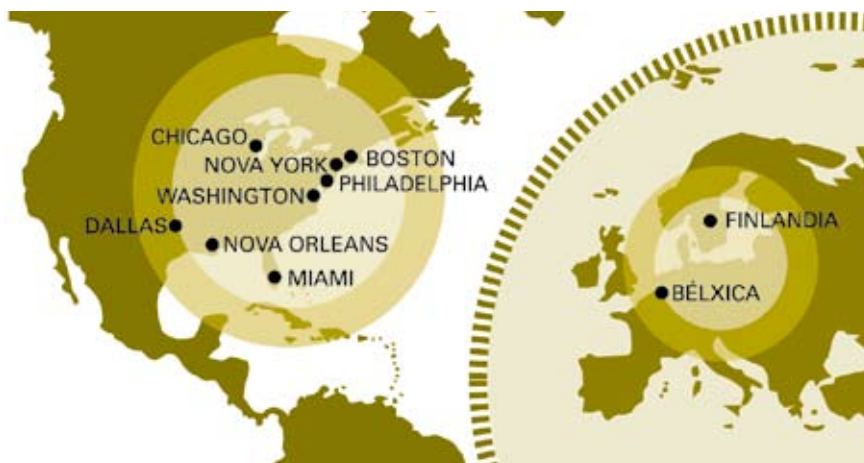 CHICAGO
NOVA YORK
BOSTON
PHILADELPHIA
WASHINGTON
DALLAS
NOVA ORLEANS
MIAMI
FINLANDIA
BÉLXICA